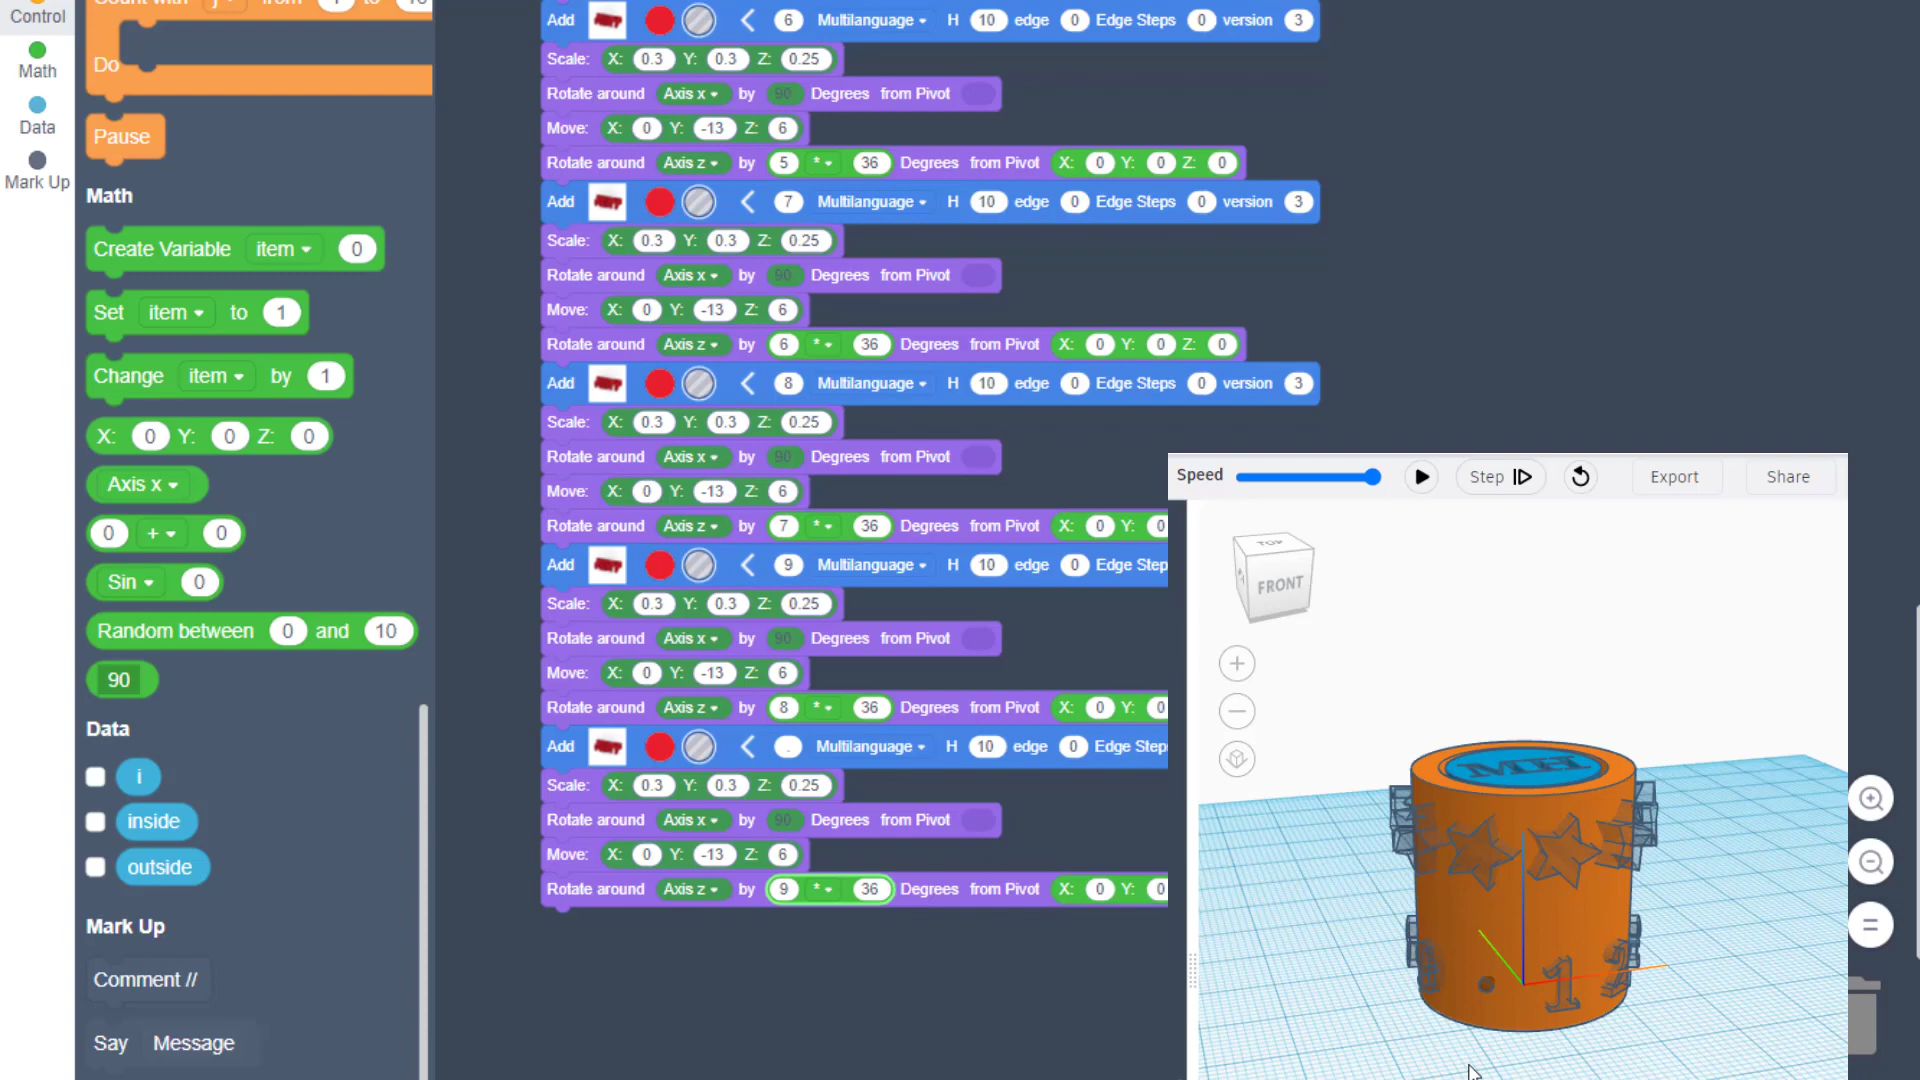 Control
Math
Data
Mark Up
Do
Pause
Math
Create Variable item 0
Set item to 1
Change item by 1
X: 0 Y: 0 Z: 0
Axis x
0 + 0
Sin 0
Random between 0 and 10
90
Data
i
inside
outside
Mark Up
Comment //
Say Message
Add 6 Multilanguage H 10 edge 0 Edge Steps 0 version 3
Scale: X: 0.3 Y: 0.3 Z: 0.25
Rotate around Axis x by 90 Degrees from Pivot
Move: X: 0 Y: -13 Z: 6
Rotate around Axis z by 5 * 36 Degrees from Pivot X: 0 Y: 0 Z: 0
Add 7 Multilanguage H 10 edge 0 Edge Steps 0 version 3
Scale: X: 0.3 Y: 0.3 Z: 0.25
Rotate around Axis x by 90 Degrees from Pivot
Move: X: 0 Y: -13 Z: 6
Rotate around Axis z by 6 * 36 Degrees from Pivot X: 0 Y: 0 Z: 0
Add 8 Multilanguage H 10 edge 0 Edge Steps 0 version 3
Scale: X: 0.3 Y: 0.3 Z: 0.25
Rotate around Axis x by 90 Degrees from Pivot
Move: X: 0 Y: -13 Z: 6
Rotate around Axis z by 7 * 36 Degrees from Pivot X: 0 Y: 0
Add 9 Multilanguage H 10 edge 0 Edge Step
Scale: X: 0.3 Y: 0.3 Z: 0.25
Rotate around Axis x by 90 Degrees from Pivot
Move: X: 0 Y: -13 Z: 6
Rotate around Axis z by 8 * 36 Degrees from Pivot X: 0 Y: 0
Add . Multilanguage H 10 edge 0 Edge Step
Scale: X: 0.3 Y: 0.3 Z: 0.25
Rotate around Axis x by 90 Degrees from Pivot
Move: X: 0 Y: -13 Z: 6
Rotate around Axis z by 9 * 36 Degrees from Pivot X: 0 Y: 0
Speed Step Export Share
TOP
FRONT
MH
1 2